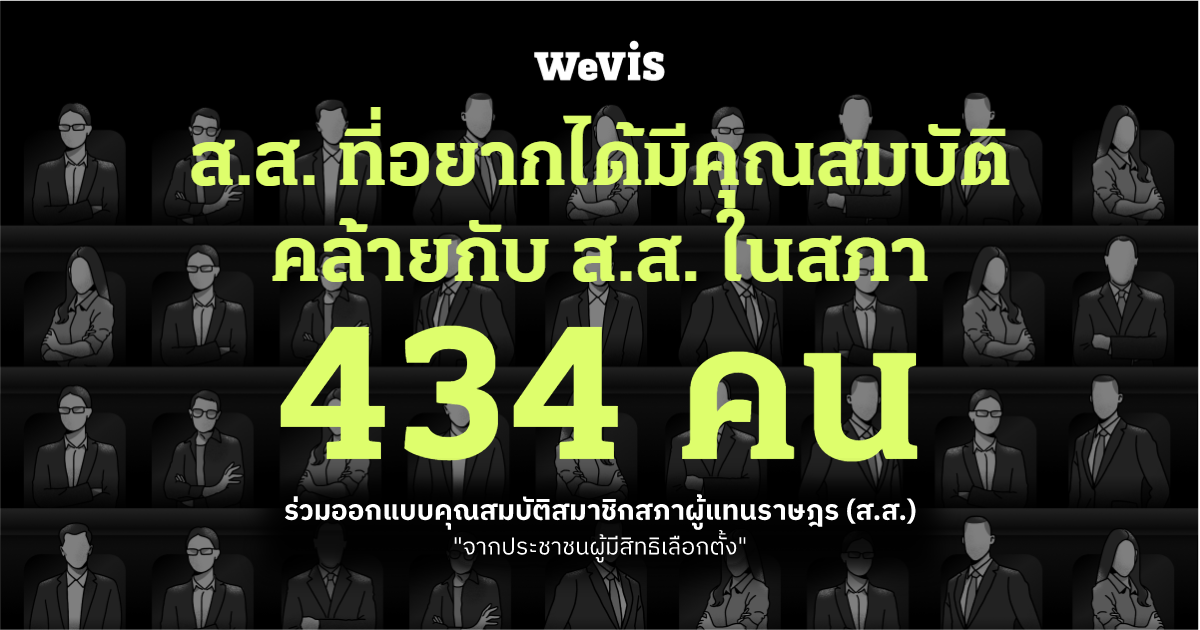 WeVIS
ส.ส. ที่อยากได้มีคุณสมบัติ
คล้ายกับ ส.ส. ในสภา
434 คน
ร่วมออกแบบคุณสมบัติสมาชิกสภาผู้แทนราษฎร (ส.ส.)
"จากประชาชนผู้มีสิทธิเลือกตั้ง"